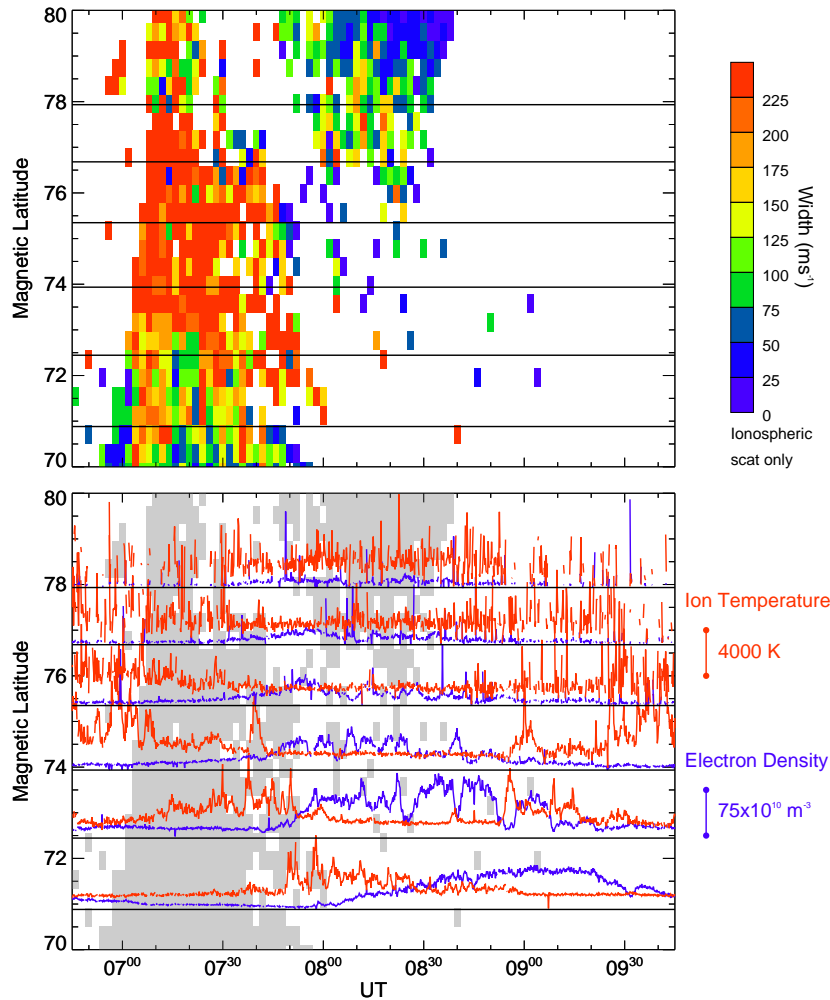 80
78
76
74
72
70
Magnetic Latitude
225
200
175
150
125
100
75
50
25
0
Width (ms⁻¹)
Ionospheric
scat only
80
78
76
74
72
70
Magnetic Latitude
07⁰⁰
07³⁰
08⁰⁰
08³⁰
09⁰⁰
09³⁰
UT
Ion Temperature
4000 K
Electron Density
75x10¹⁰ m⁻³